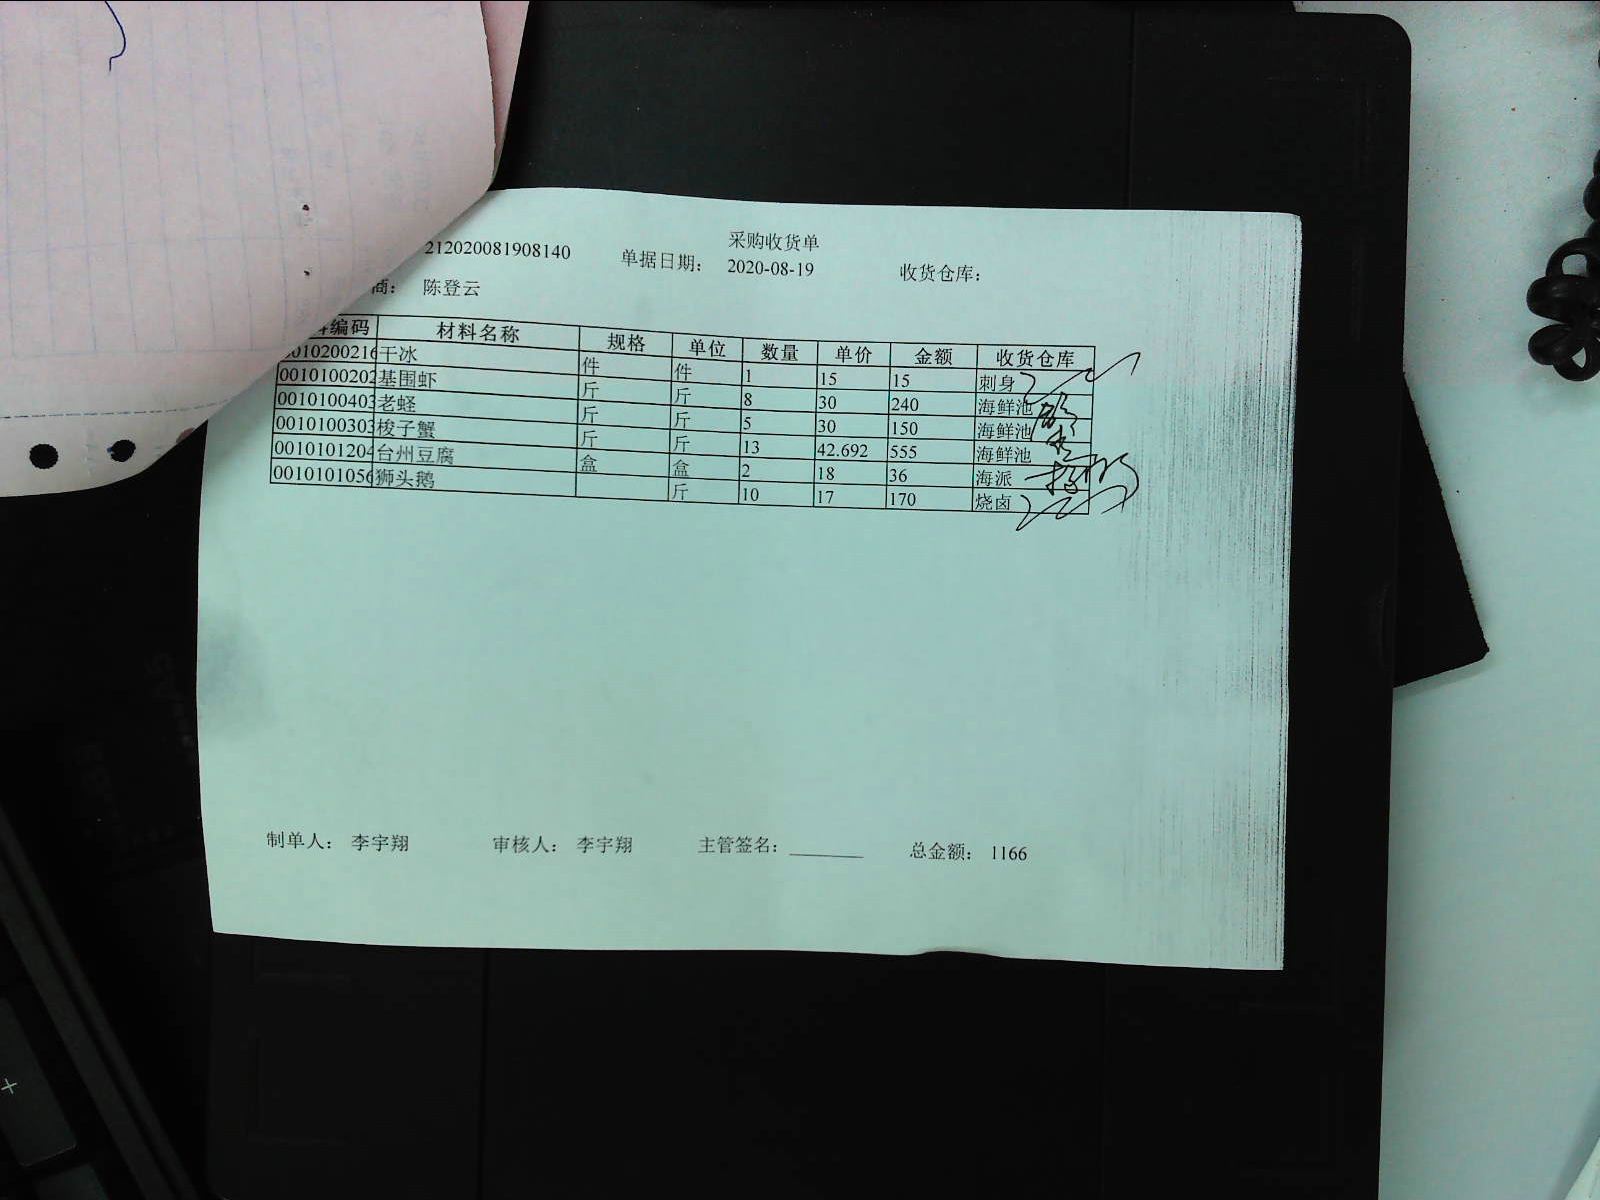 采购收货单
212020081908140 单据日期: 2020-08-19 收货仓库:
商: 陈登云
编码 材料名称 规格 单位 数量 单价 金额 收货仓库
010200216 干冰 件 件 1 15 15 刺身
0010100202 基围虾 斤 斤 8 30 240 海鲜池
0010100403 老蛏 斤 斤 5 30 150 海鲜池
0010100303 梭子蟹 斤 斤 13 42.692 555 海鲜池
0010101204 台州豆腐 盒 盒 2 18 36 海派
0010101056 狮头鹅 斤 10 17 170 烧卤
制单人: 李宇翔 审核人: 李宇翔 主管签名: 总金额: 1166